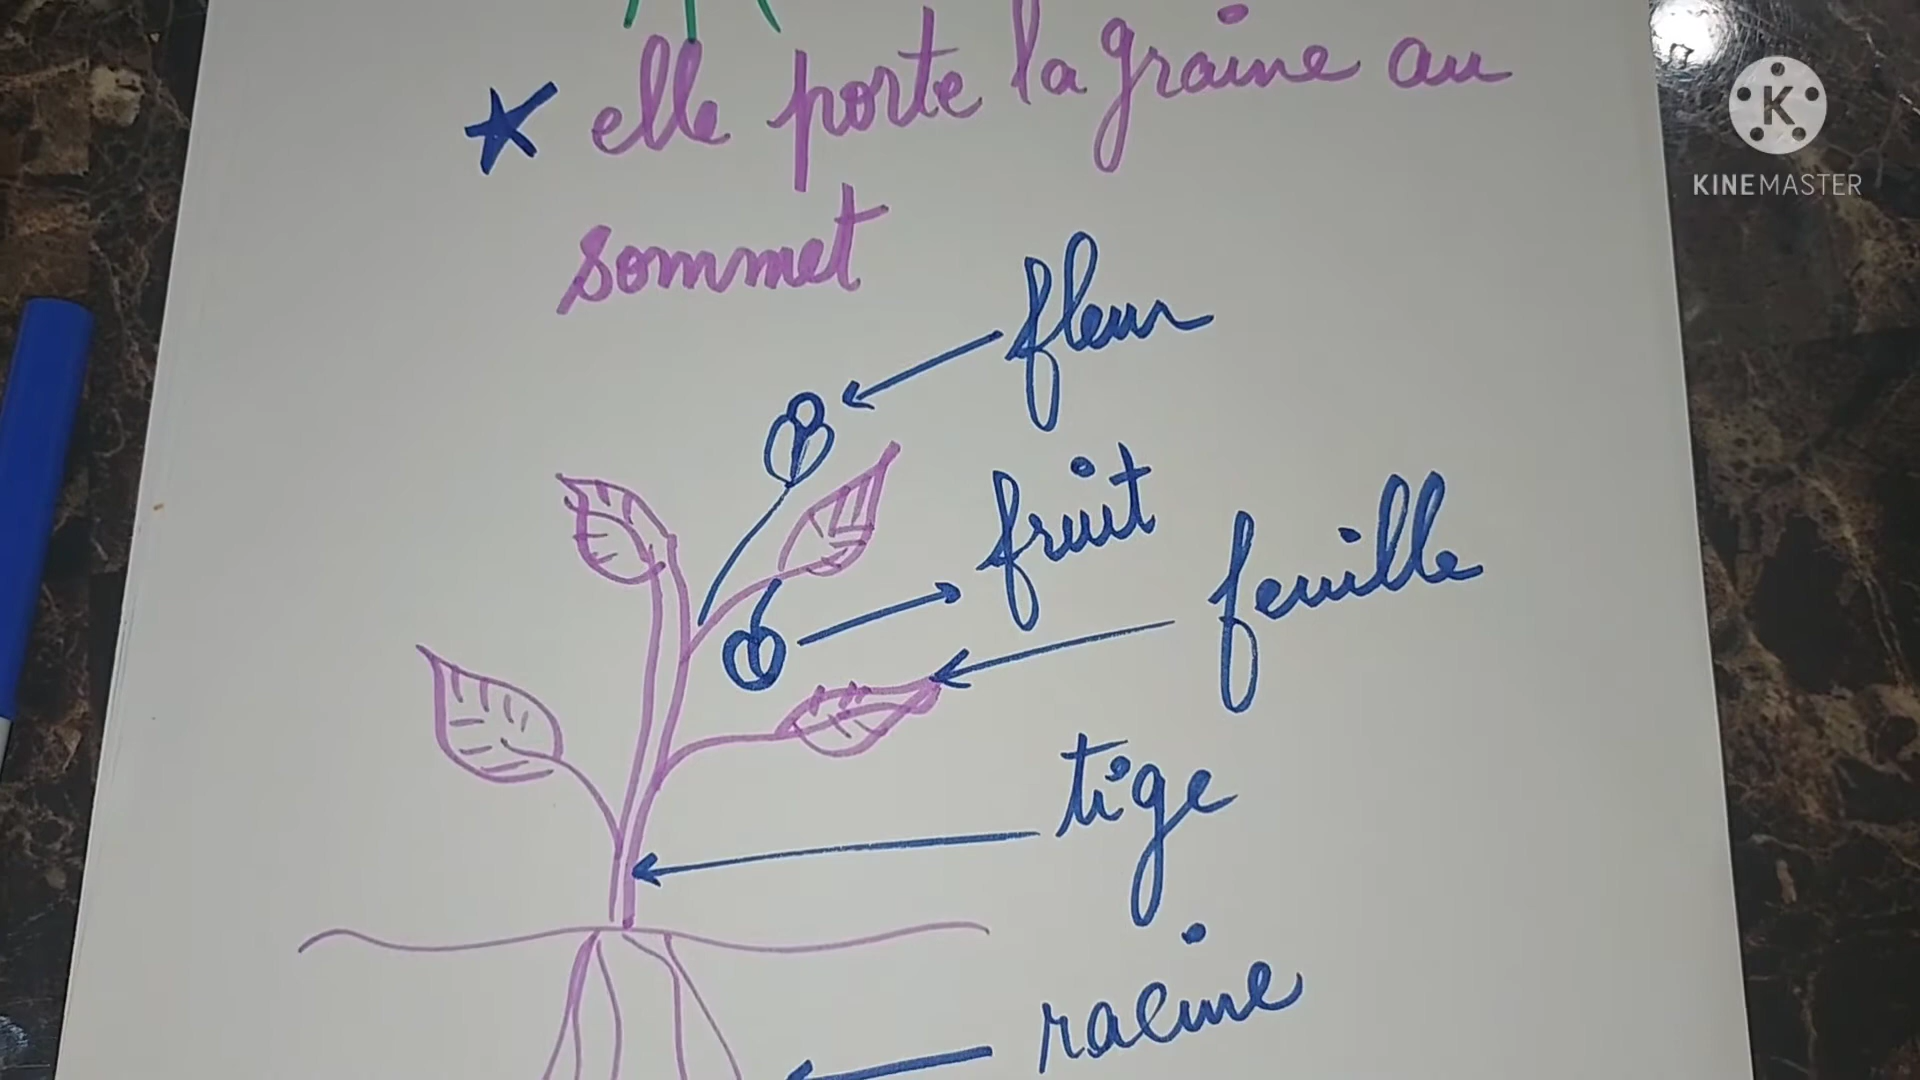 ★ elle porte la graine au
sommet
fleur
fruit
feuille
tige
racine
K
KINEMASTER